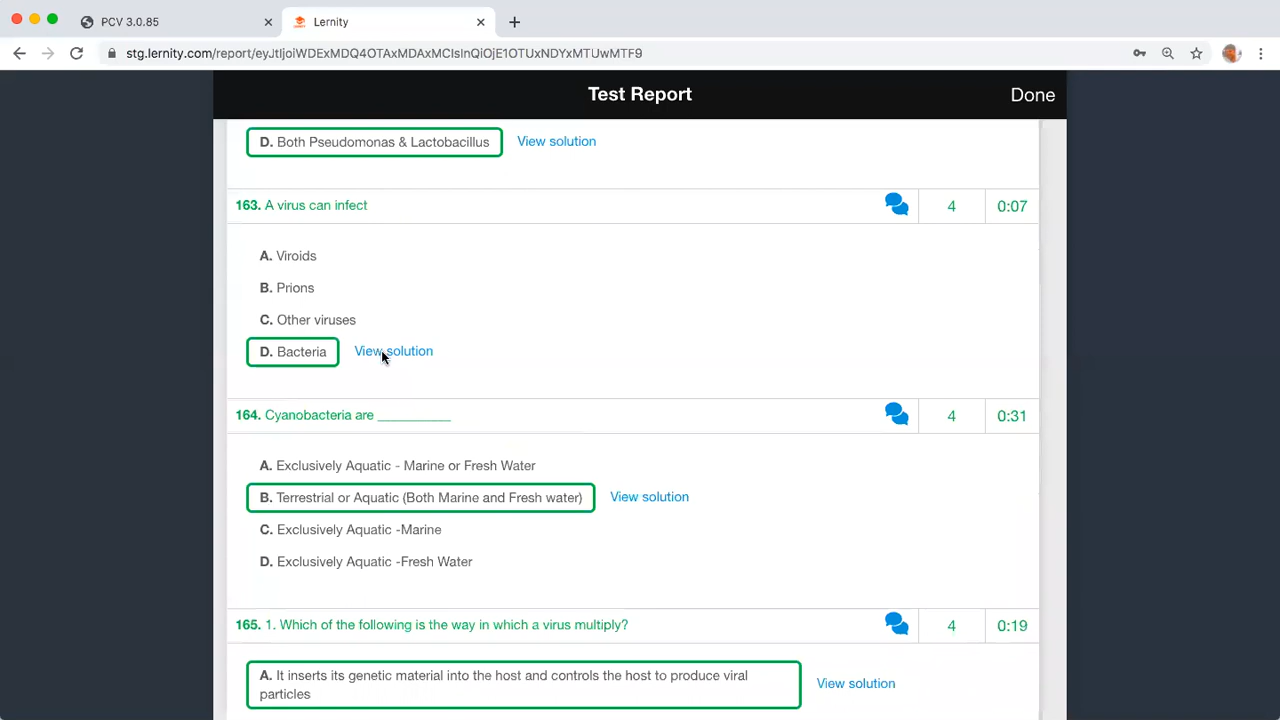 PCV 3.0.85
Lernity
stg.lernity.com/report/eyJtIjoiWDExMDQ4OTAxMDAxMCIsInQiOjE1OTUxNDYxMTUwMTF9
Test Report
Done
D. Both Pseudomonas & Lactobacillus View solution
163. A virus can infect 4 0:07
A. Viroids
B. Prions
C. Other viruses
D. Bacteria View solution
164. Cyanobacteria are __________ 4 0:31
A. Exclusively Aquatic - Marine or Fresh Water
B. Terrestrial or Aquatic (Both Marine and Fresh water) View solution
C. Exclusively Aquatic -Marine
D. Exclusively Aquatic -Fresh Water
165. 1. Which of the following is the way in which a virus multiply? 4 0:19
A. It inserts its genetic material into the host and controls the host to produce viral
particles
View solution